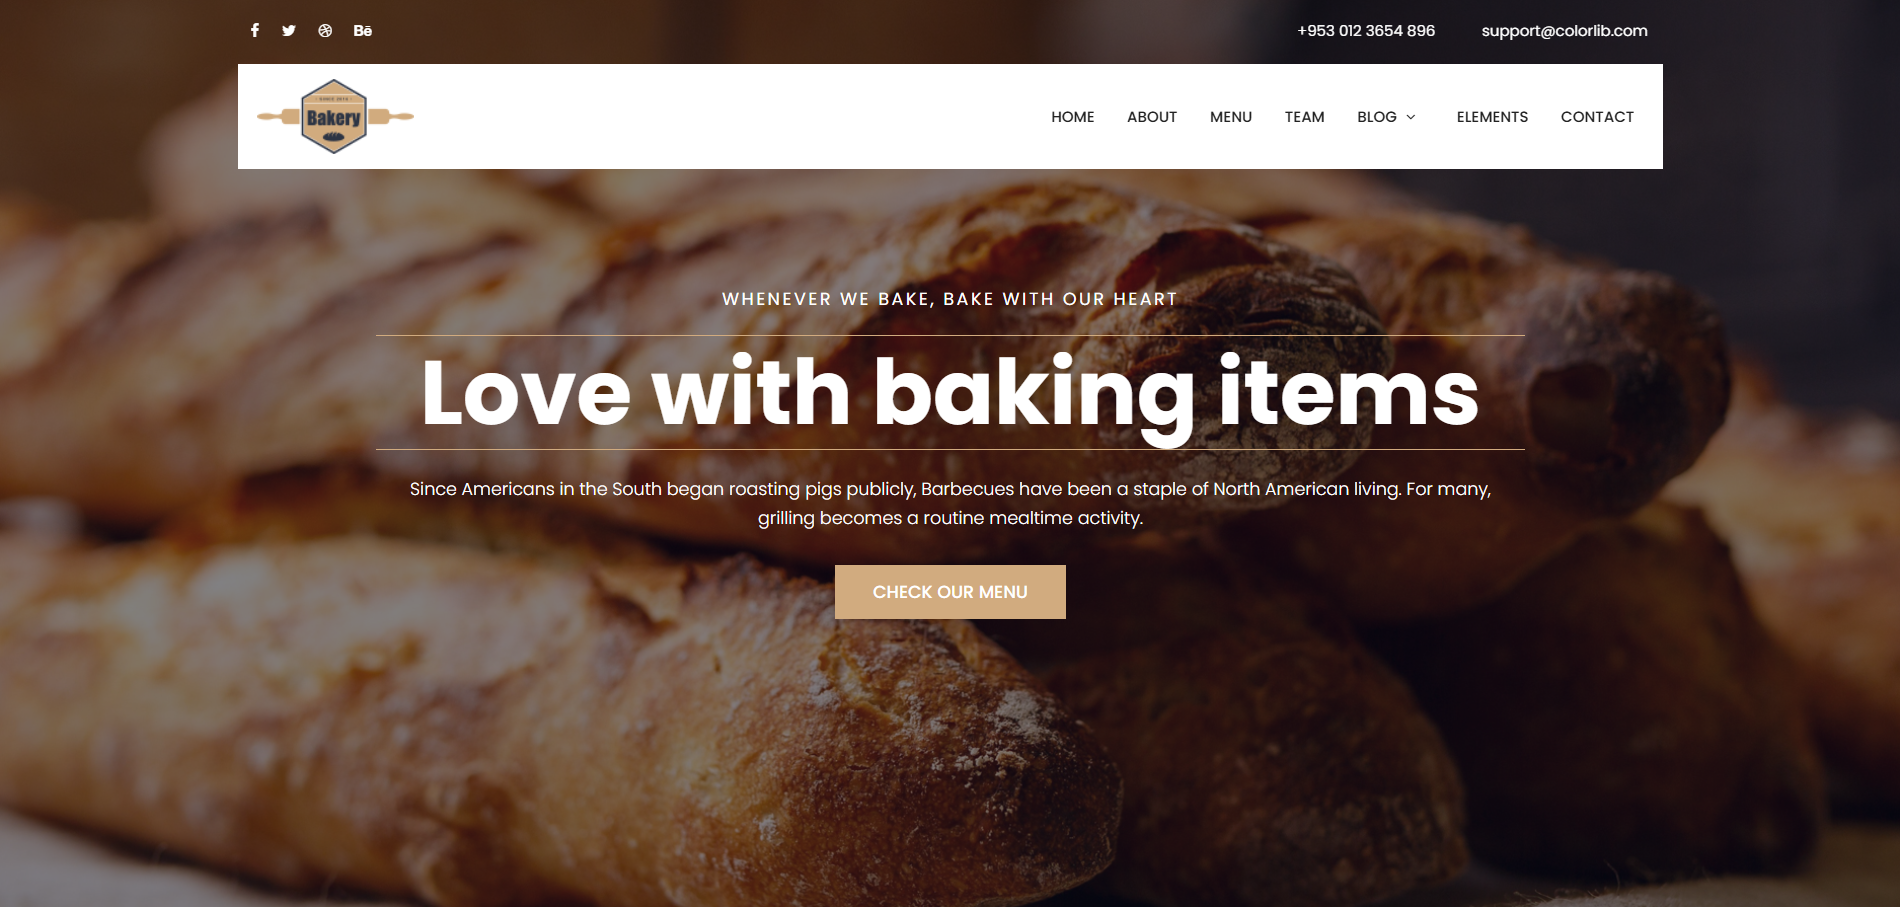 +953 012 3654 896 support@colorlib.com
SINCE 2016
Bakery
HOME ABOUT MENU TEAM BLOG ELEMENTS CONTACT
WHENEVER WE BAKE, BAKE WITH OUR HEART
Love with baking items
Since Americans in the South began roasting pigs publicly, Barbecues have been a staple of North American living. For many,
grilling becomes a routine mealtime activity.
CHECK OUR MENU